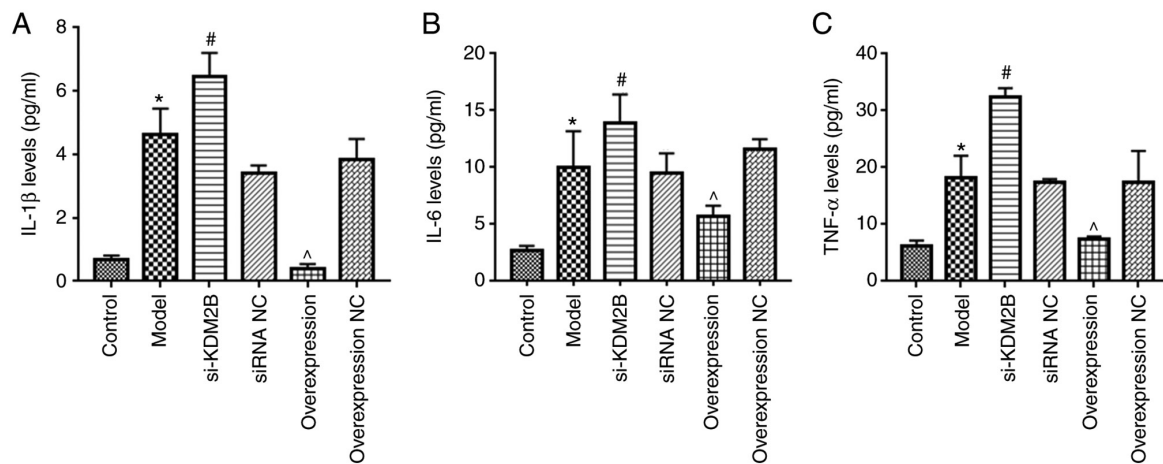 A
IL-1β levels (pg/ml)
8
6
4
2
0
*
#
^
Control
Model
si-KDM2B
siRNA NC
Overexpression
Overexpression NC
B
IL-6 levels (pg/ml)
20
15
10
5
0
*
#
^
Control
Model
si-KDM2B
siRNA NC
Overexpression
Overexpression NC
C
TNF-α levels (pg/ml)
40
30
20
10
0
*
#
^
Control
Model
si-KDM2B
siRNA NC
Overexpression
Overexpression NC